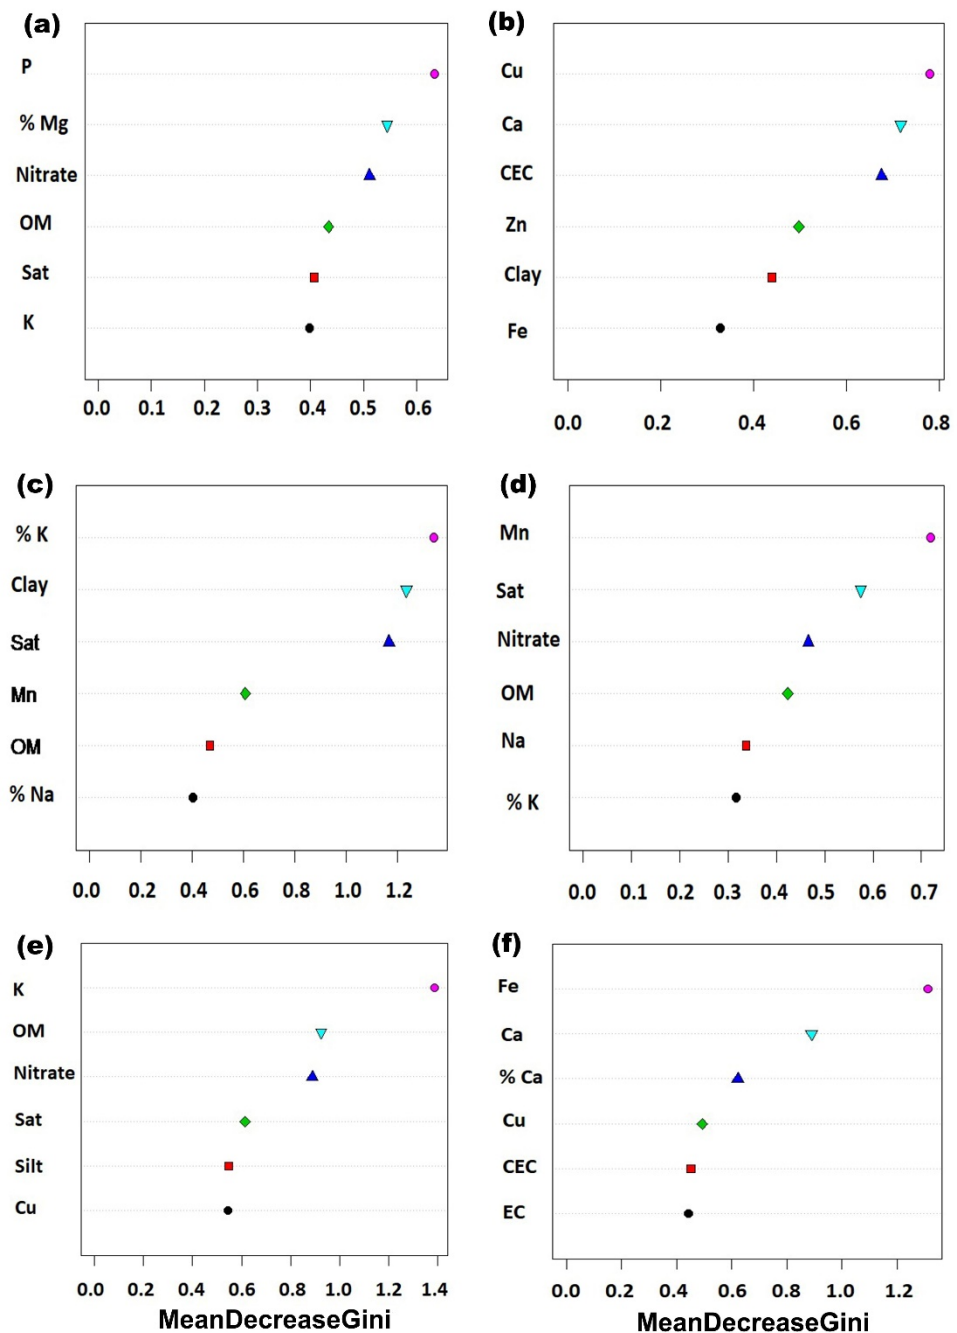 (a)
P
% Mg
Nitrate
OM
Sat
K
0.0 0.1 0.2 0.3 0.4 0.5 0.6
(b)
Cu
Ca
CEC
Zn
Clay
Fe
0.0 0.2 0.4 0.6 0.8
(c)
% K
Clay
Sat
Mn
OM
% Na
0.0 0.2 0.4 0.6 0.8 1.0 1.2
(d)
Mn
Sat
Nitrate
OM
Na
% K
0.0 0.1 0.2 0.3 0.4 0.5 0.6 0.7
(e)
K
OM
Nitrate
Sat
Silt
Cu
0.0 0.2 0.4 0.6 0.8 1.0 1.2 1.4
MeanDecreaseGini
(f)
Fe
Ca
% Ca
Cu
CEC
EC
0.0 0.2 0.4 0.6 0.8 1.0 1.2
MeanDecreaseGini